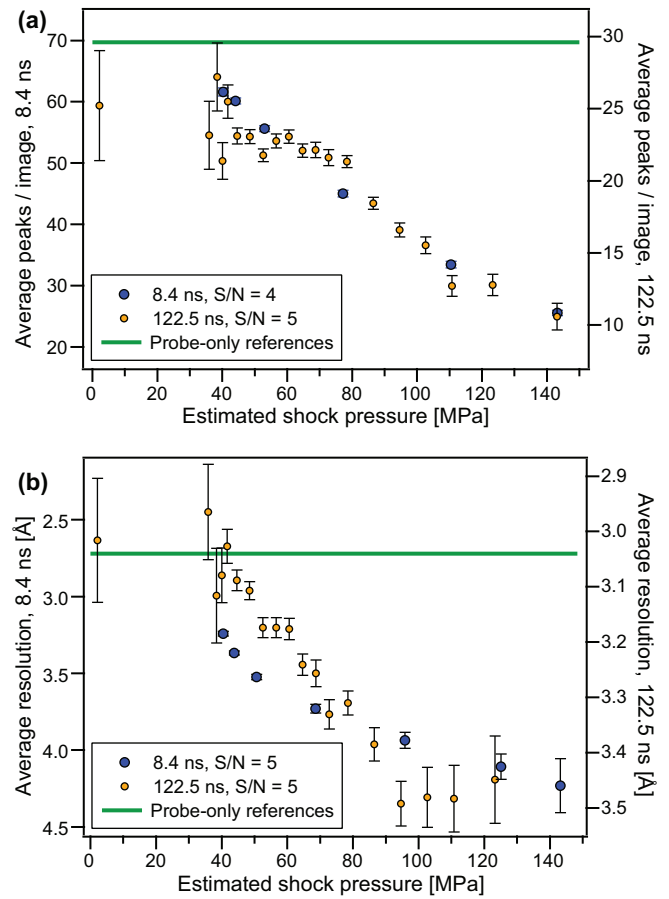 (a)
Average peaks / image, 8.4 ns
70
60
50
40
30
20
30
25
20
15
10
Average peaks / image, 122.5 ns
8.4 ns, S/N = 4
122.5 ns, S/N = 5
Probe-only references
0 20 40 60 80 100 120 140
Estimated shock pressure [MPa]
(b)
Average resolution, 8.4 ns [Å]
2.5
3.0
3.5
4.0
4.5
2.9
3.0
3.1
3.2
3.3
3.4
3.5
Average resolution, 122.5 ns [Å]
8.4 ns, S/N = 5
122.5 ns, S/N = 5
Probe-only references
0 20 40 60 80 100 120 140
Estimated shock pressure [MPa]